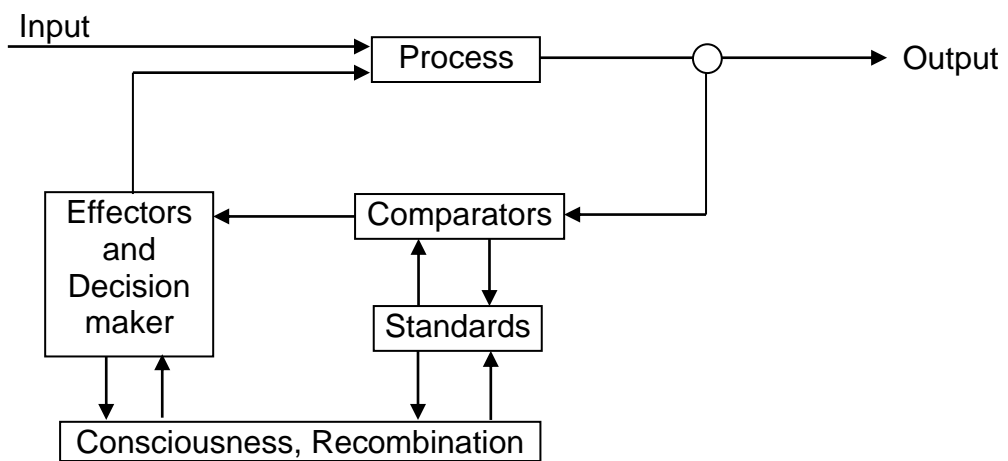 Input
Process
Output
Effectors
and
Decision
maker
Comparators
Standards
Consciousness, Recombination